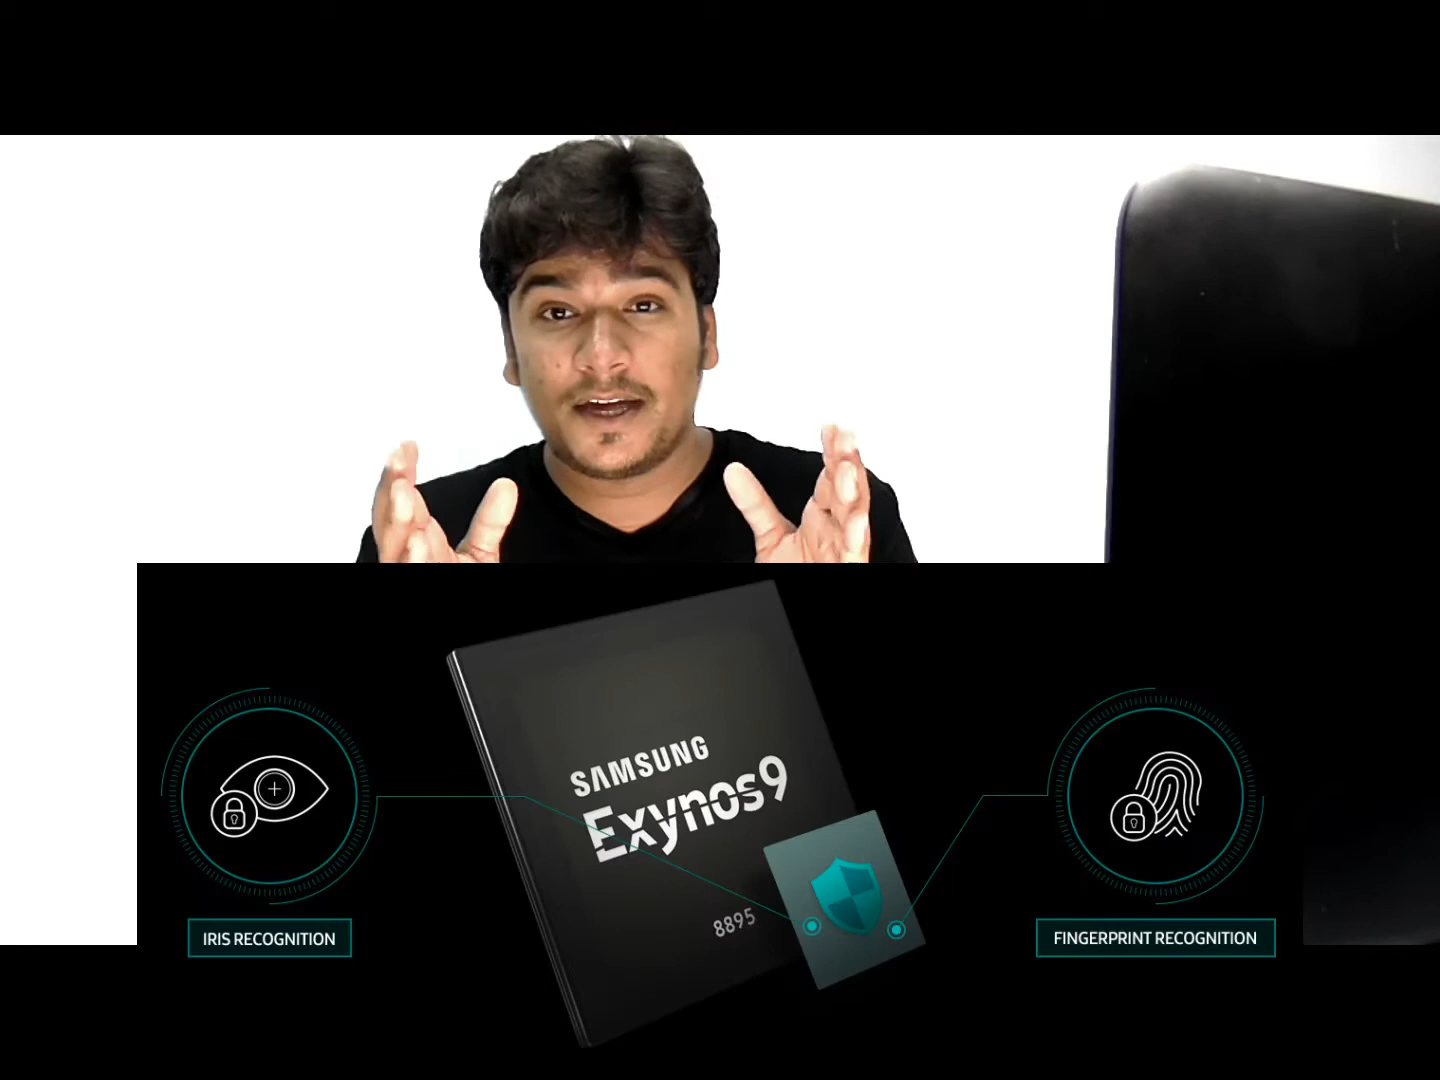 SAMSUNG
Exynos9
8895
IRIS RECOGNITION
FINGERPRINT RECOGNITION